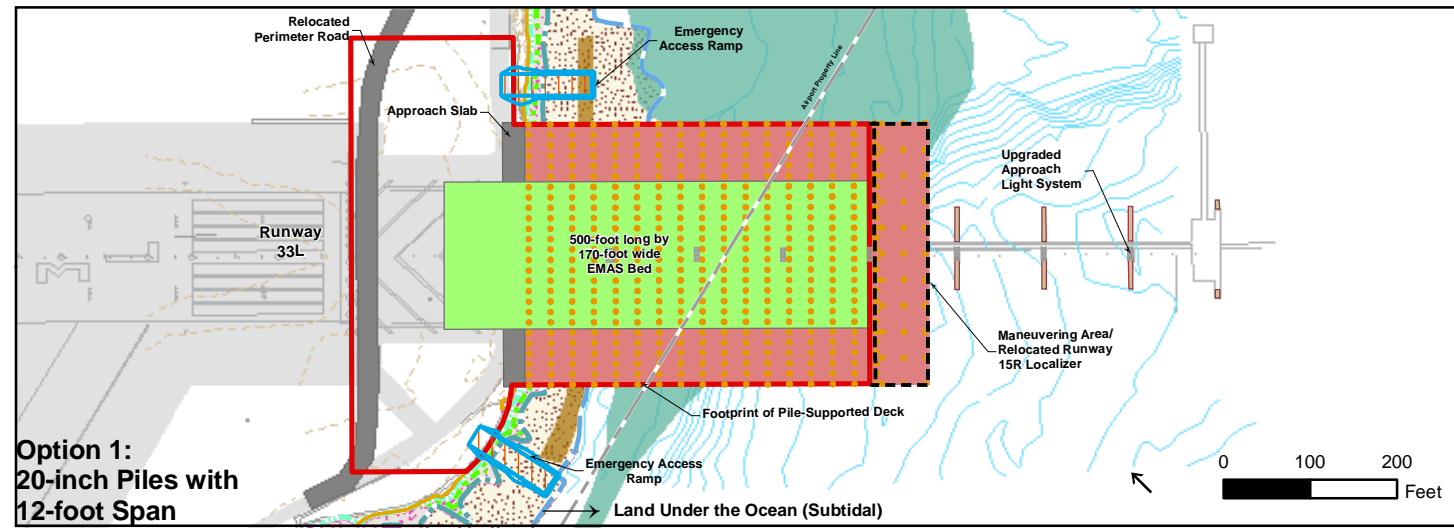 Relocated
Perimeter Road
Emergency
Access Ramp
Airport Property Line
Approach Slab
Upgraded
Approach
Light System
Runway
33L
500-foot long by
170-foot wide
EMAS Bed
Maneuvering Area/
Relocated Runway
15R Localizer
Footprint of Pile-Supported Deck
Option 1:
20-inch Piles with
12-foot Span
Emergency Access
Ramp
Land Under the Ocean (Subtidal)
0 100 200
Feet